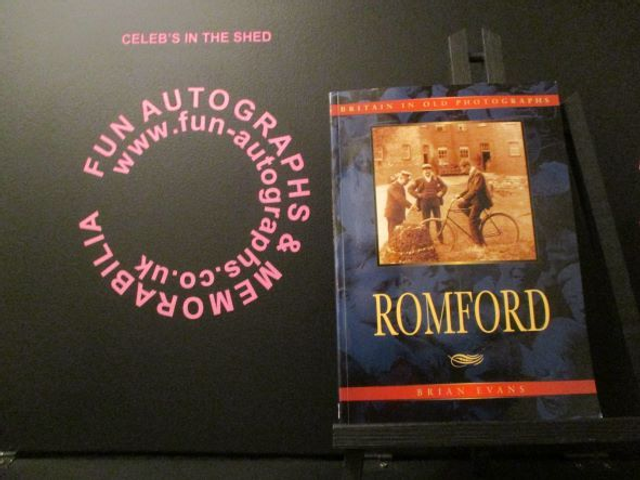 CELEB'S IN THE SHED
FUN AUTOGRAPHS & MEMORABILIA
www.fun-autographs.co.uk
BRITAIN IN OLD PHOTOGRAPHS
ROMFORD
BRIAN EVANS